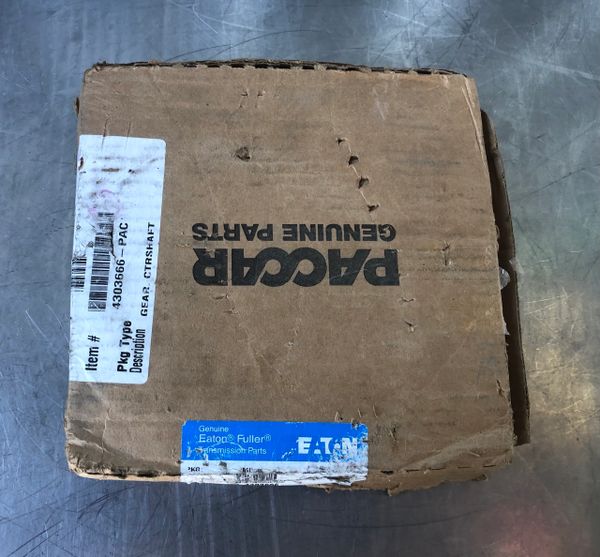 PACCAR
GENUINE PARTS
Item #
4303666-PAC
Pkg Type
Description
GEAR, CTRSHAFT
Genuine
Eaton® Fuller®
Transmission Parts
EATON